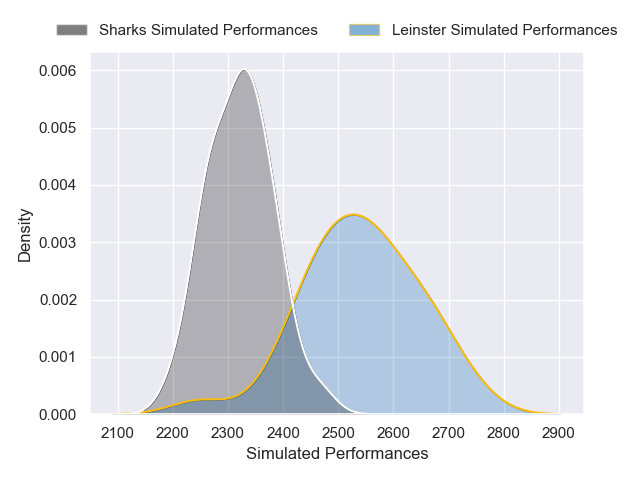 Sharks Simulated Performances
Leinster Simulated Performances
0.006
0.005
0.004
0.003
0.002
0.001
0.000
Density
2100 2200 2300 2400 2500 2600 2700 2800 2900
Simulated Performances